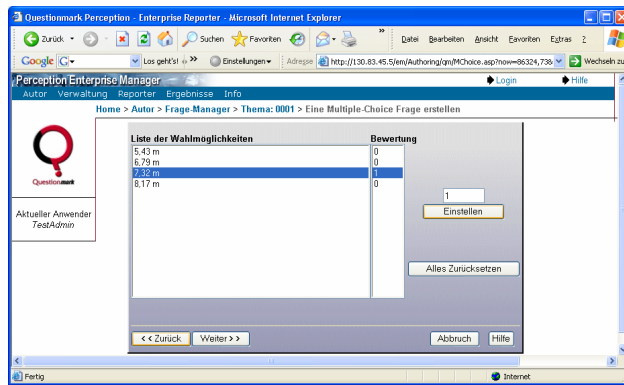 Questionmark Perception - Enterprise Reporter - Microsoft Internet Explorer
Zurück Suchen Favoriten » Datei Bearbeiten Ansicht Favoriten Extras ?
Google G Los geht's! » Einstellungen Adresse http://130.83.45.5/em/Authoring/qm/MChoice.asp?now=86324,738 Wechseln zu
Perception Enterprise Manager Login Hilfe
Autor Verwaltung Reporter Ergebnisse Info
Home > Autor > Frage-Manager > Thema: 0001 > Eine Multiple-Choice Frage erstellen
Liste der Wahlmöglichkeiten Bewertung
5,43 m 0
6,79 m 0
7,32 m 1
8,17 m 0
Questionmark
1
Einstellen
Aktueller Anwender
TestAdmin
Alles Zurücksetzen
<< Zurück Weiter >> Abbruch Hilfe
Fertig Internet